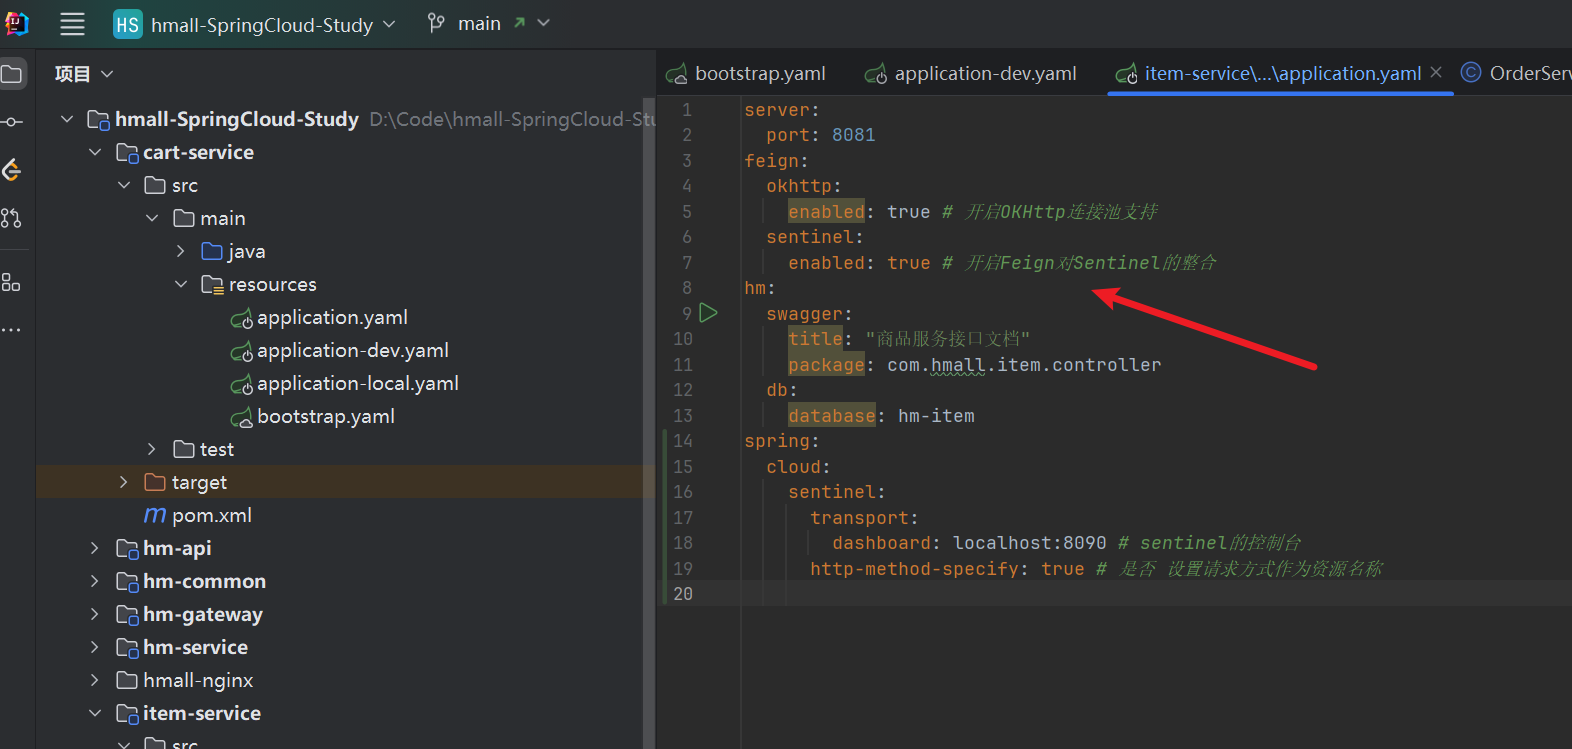 HS hmall-SpringCloud-Study main
项目
hmall-SpringCloud-Study D:\Code\hmall-SpringCloud-Stu
cart-service
src
main
java
resources
application.yaml
application-dev.yaml
application-local.yaml
bootstrap.yaml
test
target
m pom.xml
hm-api
hm-common
hm-gateway
hm-service
hmall-nginx
item-service
src
bootstrap.yaml application-dev.yaml item-service\...\application.yaml OrderServ
1 server:
2 port: 8081
3 feign:
4 okhttp:
5 enabled: true # 开启OKHttp连接池支持
6 sentinel:
7 enabled: true # 开启Feign对Sentinel的整合
8 hm:
9 swagger:
10 title: "商品服务接口文档"
11 package: com.hmall.item.controller
12 db:
13 database: hm-item
14 spring:
15 cloud:
16 sentinel:
17 transport:
18 dashboard: localhost:8090 # sentinel的控制台
19 http-method-specify: true # 是否 设置请求方式作为资源名称
20